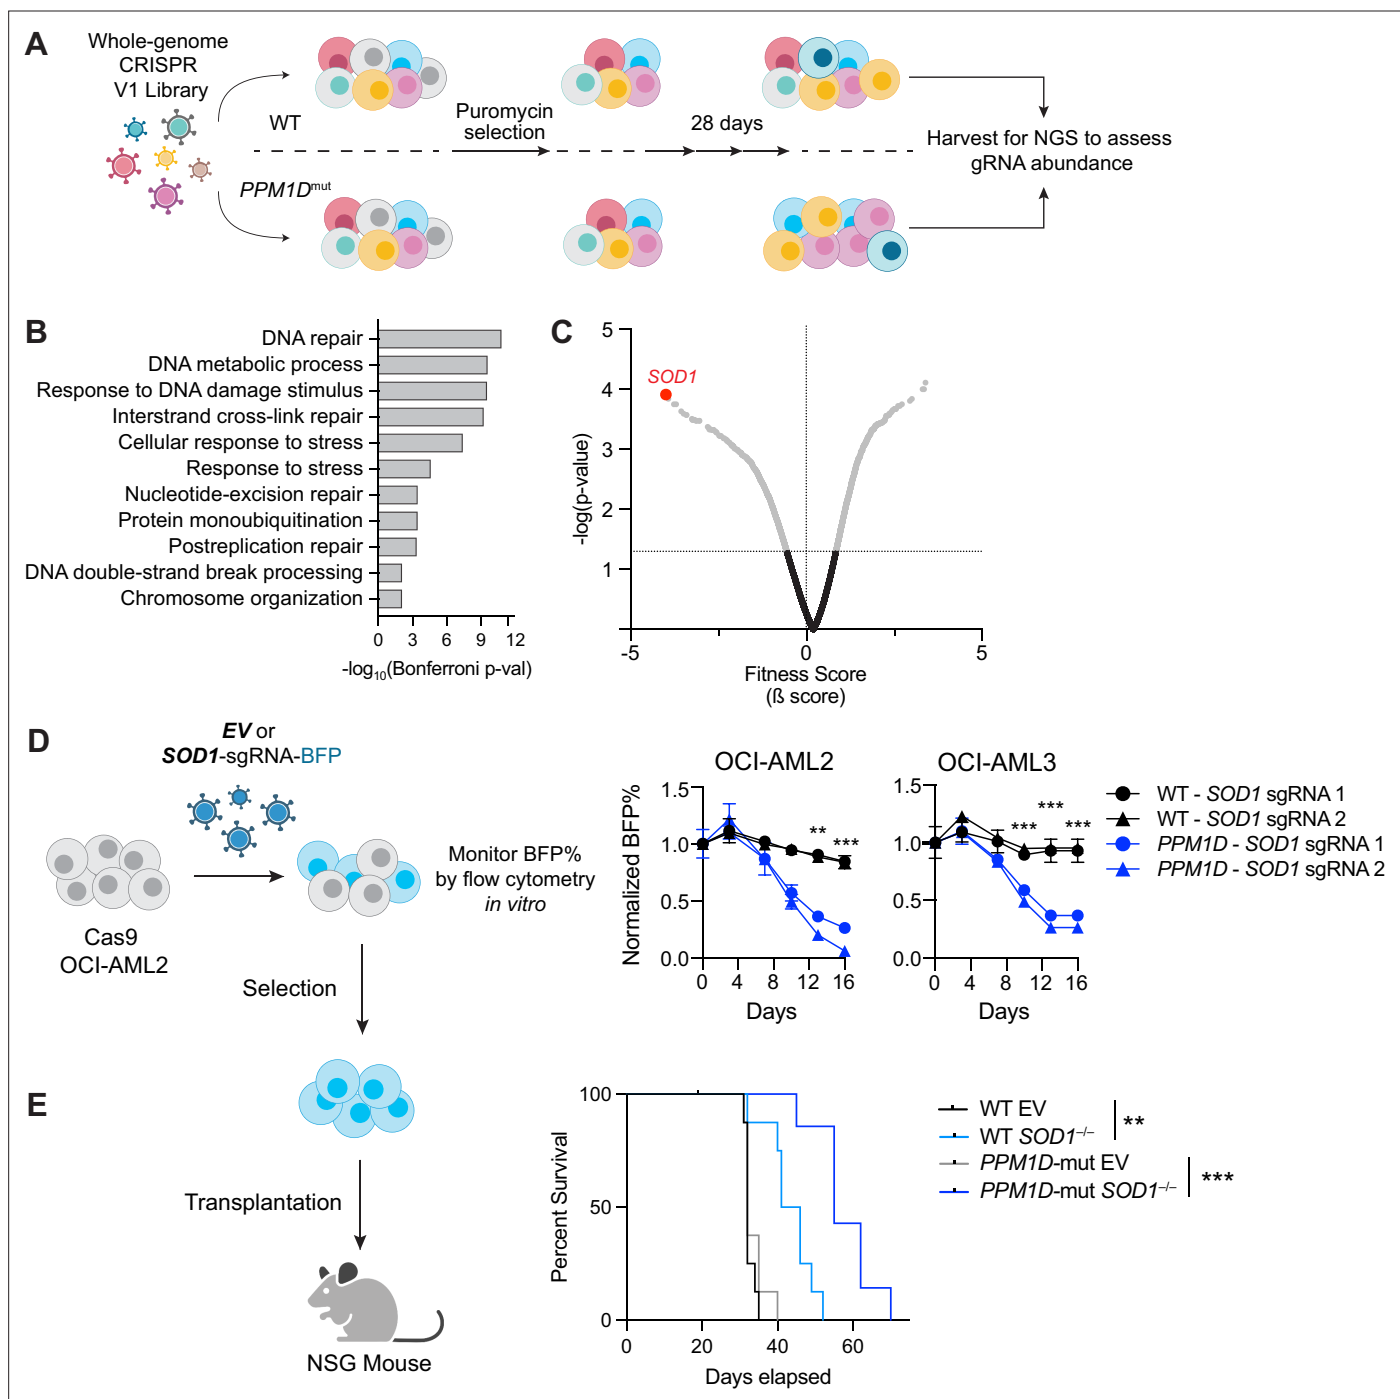 A
Whole-genome
CRISPR
V1 Library
WT
PPM1Dmut
Puromycin
selection
28 days
Harvest for NGS to assess
gRNA abundance
B
DNA repair
DNA metabolic process
Response to DNA damage stimulus
Interstrand cross-link repair
Cellular response to stress
Response to stress
Nucleotide-excision repair
Protein monoubiquitination
Postreplication repair
DNA double-strand break processing
Chromosome organization
0 3 6 9 12
-log10(Bonferroni p-val)
C
5
4
3
2
1
-log(p-value)
SOD1
-5 0 5
Fitness Score
(ß score)
D
EV or
SOD1-sgRNA-BFP
Cas9
OCI-AML2
Monitor BFP%
by flow cytometry
in vitro
Selection
Normalized BFP%
OCI-AML2
1.5
1.0
0.5
0.0
** ***
0 4 8 12 16
Days
OCI-AML3
1.5
1.0
0.5
0.0
*** *** ***
0 4 8 12 16
Days
WT - SOD1 sgRNA 1
WT - SOD1 sgRNA 2
PPM1D - SOD1 sgRNA 1
PPM1D - SOD1 sgRNA 2
E
Transplantation
NSG Mouse
Percent Survival
100
50
0
0 20 40 60
Days elapsed
WT EV
WT SOD1–/–
**
PPM1D-mut EV
PPM1D-mut SOD1–/–
***